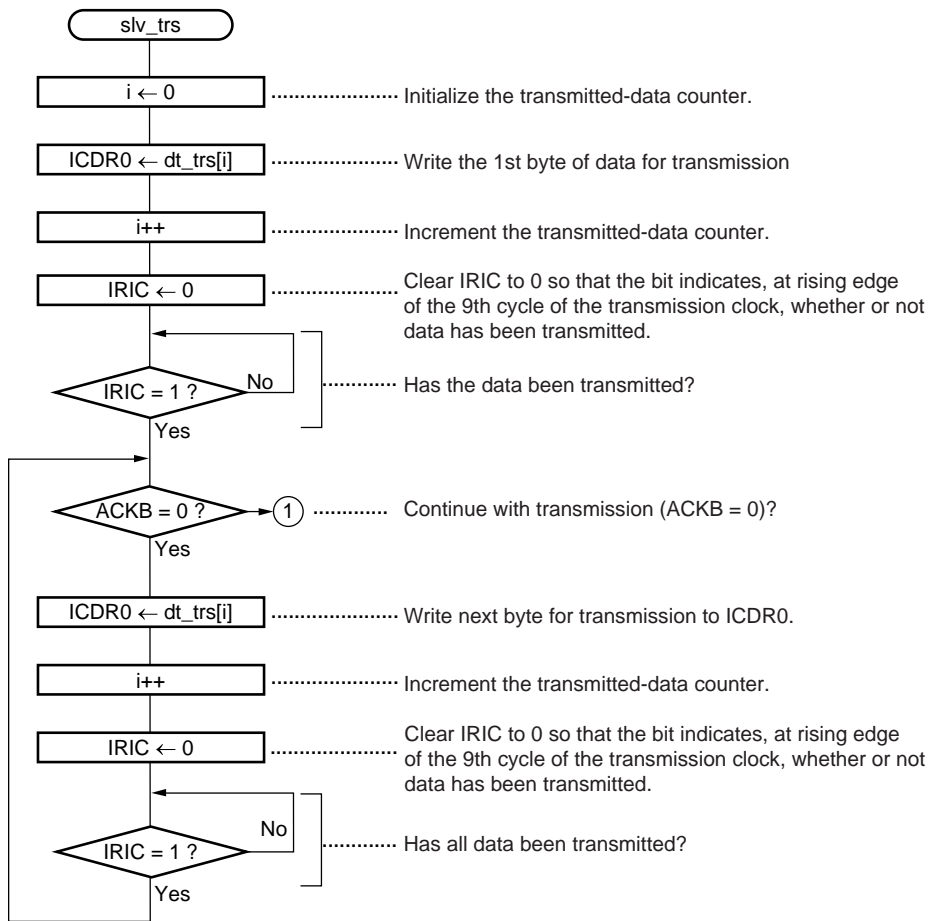 slv_trs
i ← 0
Initialize the transmitted-data counter.
ICDR0 ← dt_trs[i]
Write the 1st byte of data for transmission
i++
Increment the transmitted-data counter.
IRIC ← 0
Clear IRIC to 0 so that the bit indicates, at rising edge
of the 9th cycle of the transmission clock, whether or not
data has been transmitted.
IRIC = 1 ?
No
Has the data been transmitted?
Yes
ACKB = 0 ?
1
Continue with transmission (ACKB = 0)?
Yes
ICDR0 ← dt_trs[i]
Write next byte for transmission to ICDR0.
i++
Increment the transmitted-data counter.
IRIC ← 0
Clear IRIC to 0 so that the bit indicates, at rising edge
of the 9th cycle of the transmission clock, whether or not
data has been transmitted.
No
IRIC = 1 ?
Has all data been transmitted?
Yes